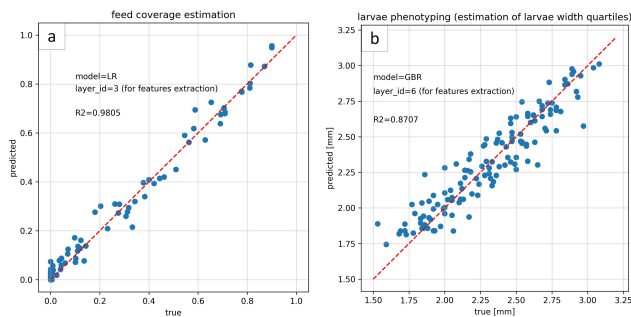 feed coverage estimation
a
model=LR
layer_id=3 (for features extraction)
R2=0.9805
1.0
0.8
0.6
0.4
0.2
0.0
predicted
0.0 0.2 0.4 0.6 0.8 1.0
true
larvae phenotyping (estimation of larvae width quartiles)
b
model=GBR
layer_id=6 (for features extraction)
R2=0.8707
3.25
3.00
2.75
2.50
2.25
2.00
1.75
1.50
predicted [mm]
1.50 1.75 2.00 2.25 2.50 2.75 3.00 3.25
true [mm]